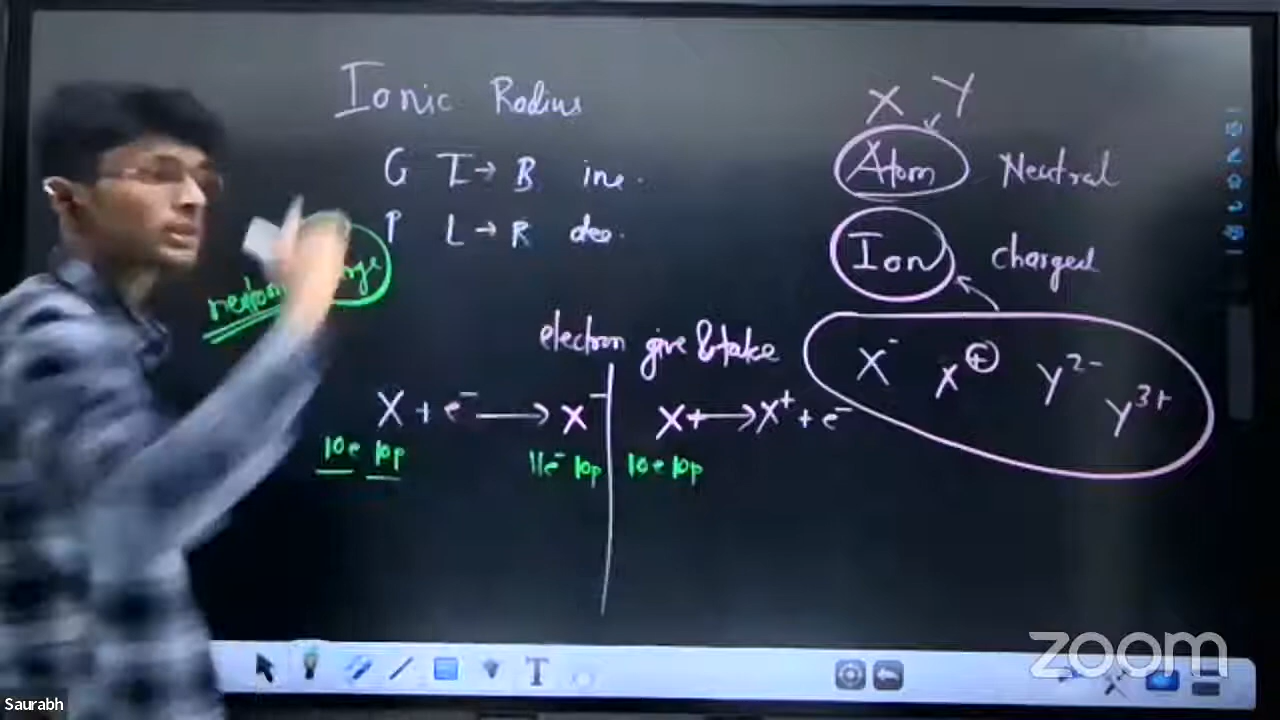 Ionic Radius
G T→B inc.
P L→R dec.
electron give & take
X + e⁻ ⟶ X⁻
10e 10p
11e⁻ 10p
X ⟶ X⁺ + e⁻
10e 10p
X Y
Atom Neutral
Ion charged
X⁻ X⁺ Y²⁻ Y³⁺
T
zoom
Saurabh